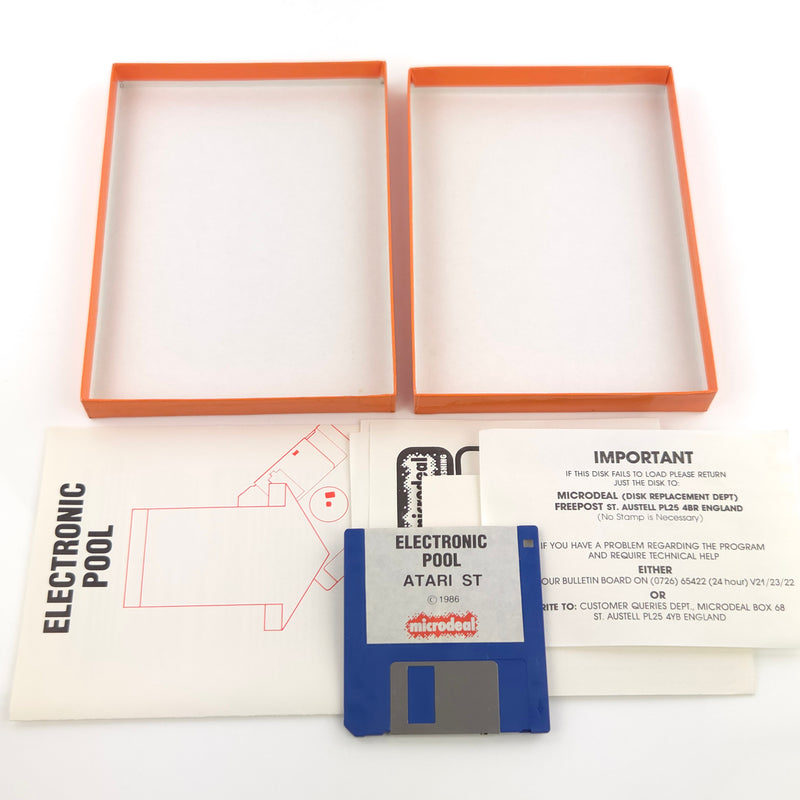 ELECTRONIC
POOL
microdeal
SHING
IMPORTANT
IF THIS DISK FAILS TO LOAD PLEASE RETURN
JUST THE DISK TO:
MICRODEAL (DISK REPLACEMENT DEPT)
FREEPOST ST. AUSTELL PL25 4BR ENGLAND
(No Stamp is Necessary)
IF YOU HAVE A PROBLEM REGARDING THE PROGRAM
AND REQUIRE TECHNICAL HELP
EITHER
OUR BULLETIN BOARD ON (0726) 65422 (24 hour) V21/23/22
OR
RITE TO: CUSTOMER QUERIES DEPT., MICRODEAL BOX 68
ST. AUSTELL PL25 4YB ENGLAND
ELECTRONIC
POOL
ATARI ST
© 1986
microdeal